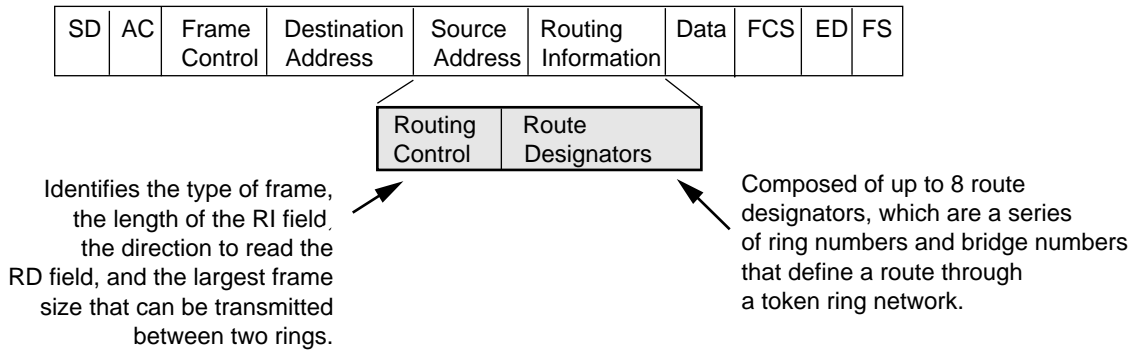 SD AC Frame Control Destination Address Source Address Routing Information Data FCS ED FS
Routing Control Route Designators
Identifies the type of frame,
the length of the RI field,
the direction to read the
RD field, and the largest frame
size that can be transmitted
between two rings.
Composed of up to 8 route
designators, which are a series
of ring numbers and bridge numbers
that define a route through
a token ring network.